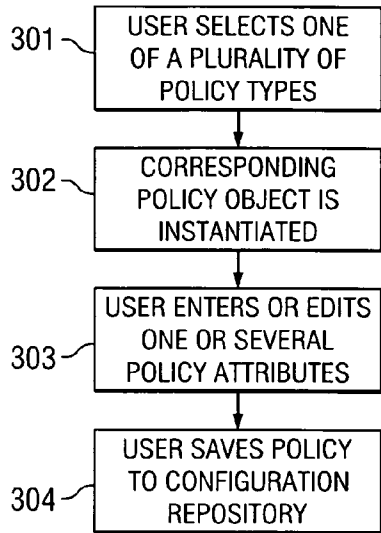 301
USER SELECTS ONE
OF A PLURALITY OF
POLICY TYPES
302
CORRESPONDING
POLICY OBJECT IS
INSTANTIATED
303
USER ENTERS OR EDITS
ONE OR SEVERAL
POLICY ATTRIBUTES
304
USER SAVES POLICY
TO CONFIGURATION
REPOSITORY